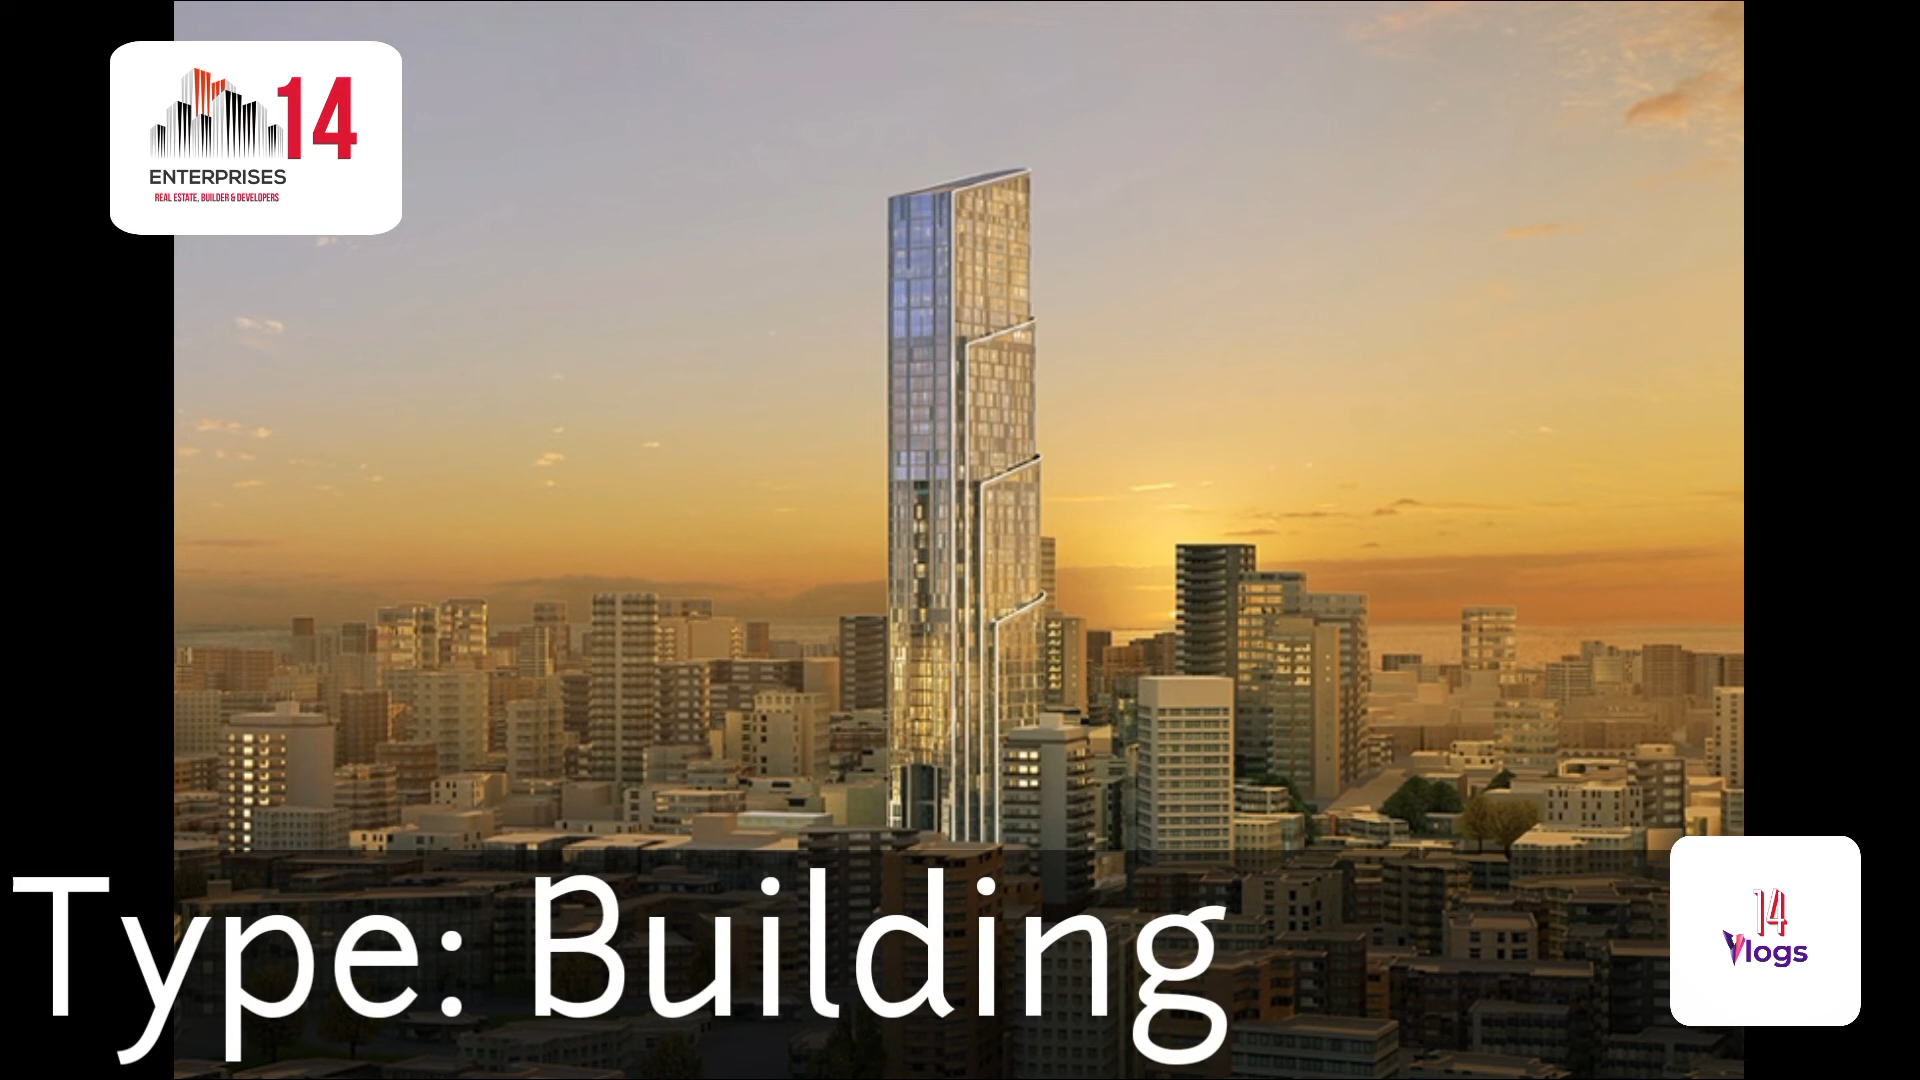 14
ENTERPRISES
REAL ESTATE, BUILDER & DEVELOPERS
Type: Building
14
Vlogs